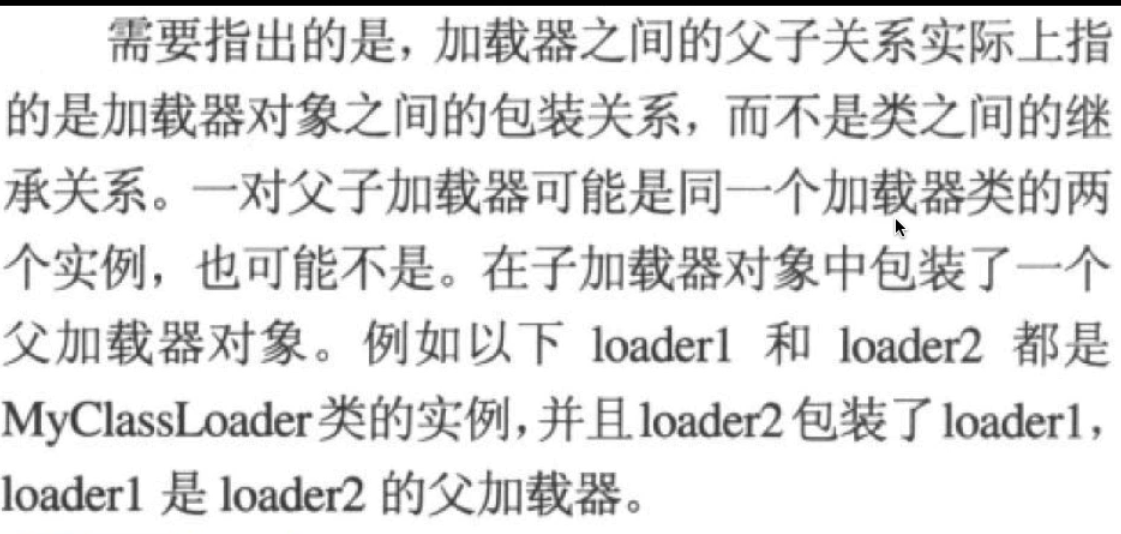 需要指出的是，加载器之间的父子关系实际上指
的是加载器对象之间的包装关系，而不是类之间的继
承关系。一对父子加载器可能是同一个加载器类的两
个实例，也可能不是。在子加载器对象中包装了一个
父加载器对象。例如以下 loader1 和 loader2 都是
MyClassLoader类的实例，并且loader2包装了loader1，
loader1 是 loader2 的父加载器。